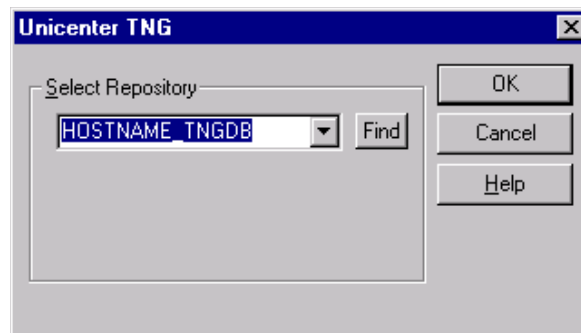 Unicenter TNG
Select Repository
HOSTNAME_TNGDB
Find
OK
Cancel
Help